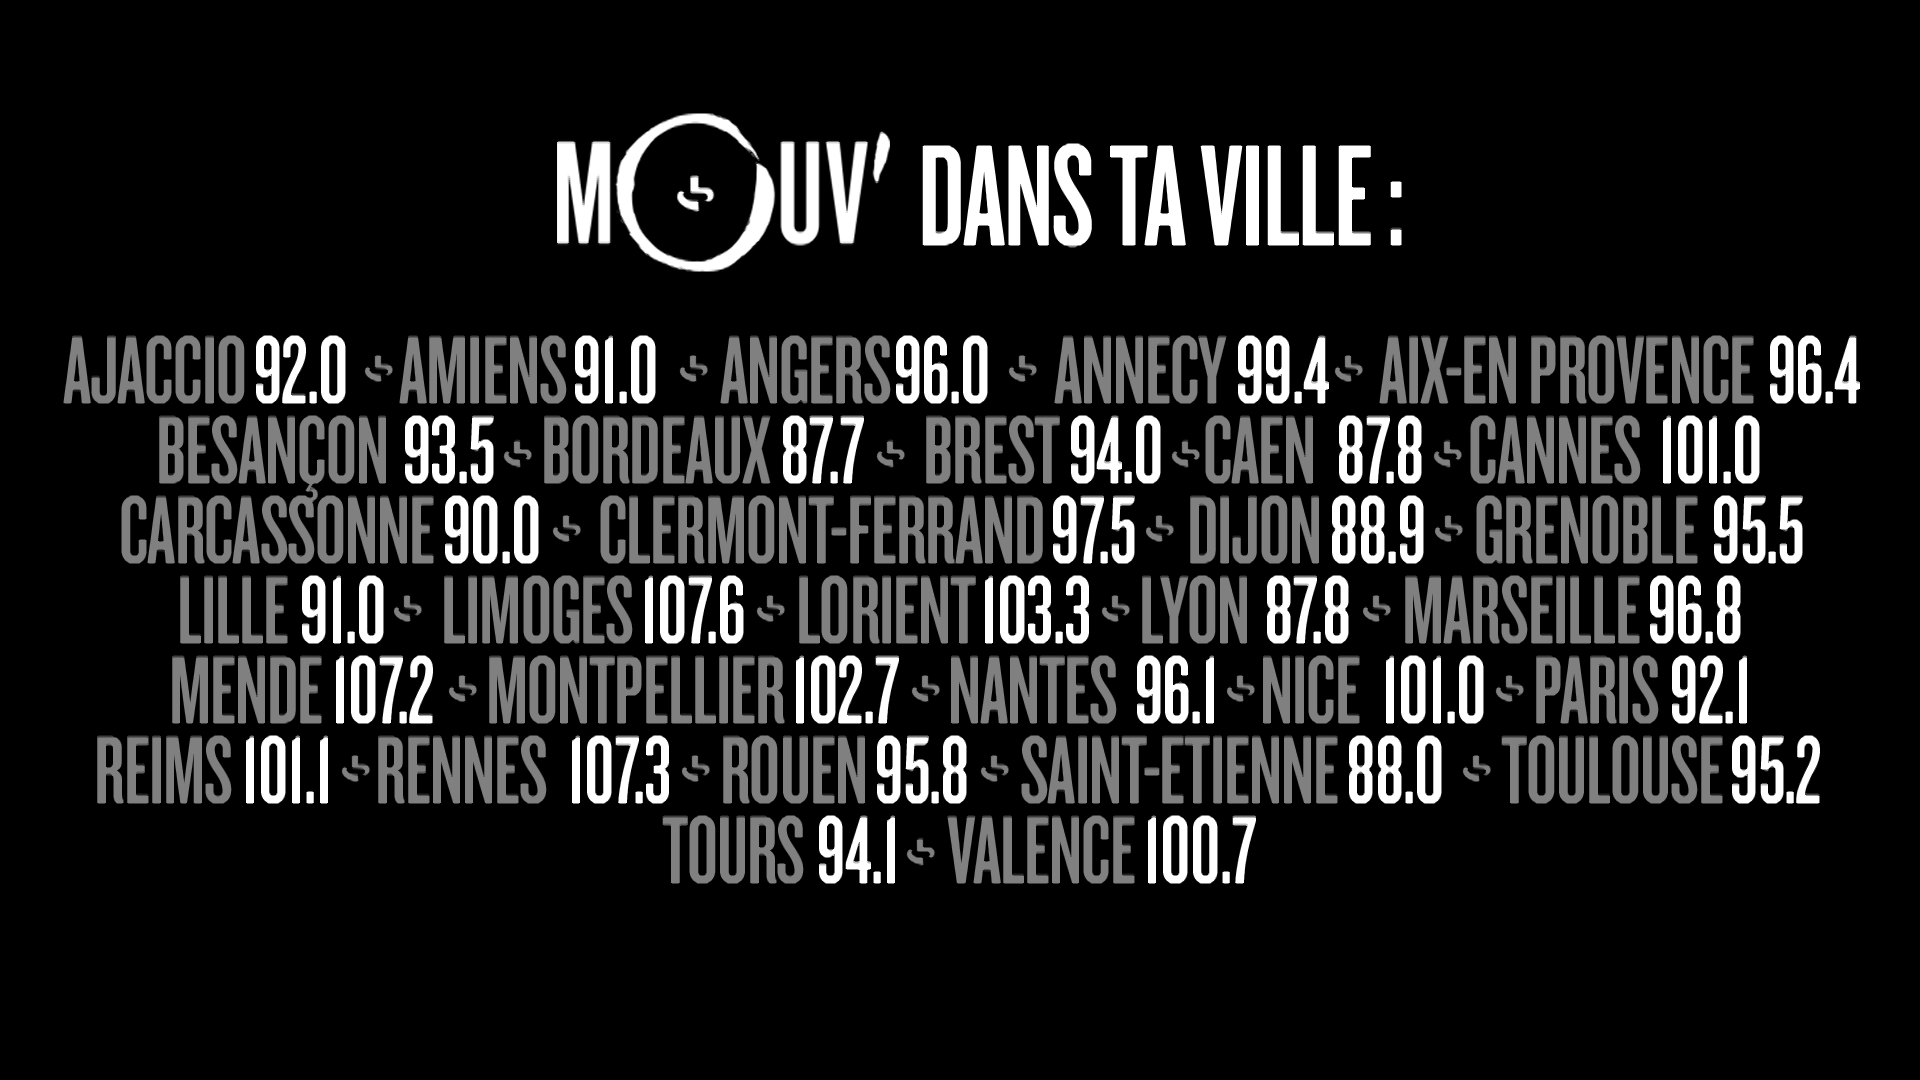 MOUV' DANS TA VILLE :
AJACCIO 92.0 AMIENS 91.0 ANGERS 96.0 ANNECY 99.4 AIX-EN PROVENCE 96.4
BESANÇON 93.5 BORDEAUX 87.7 BREST 94.0 CAEN 87.8 CANNES 101.0
CARCASSONNE 90.0 CLERMONT-FERRAND 97.5 DIJON 88.9 GRENOBLE 95.5
LILLE 91.0 LIMOGES 107.6 LORIENT 103.3 LYON 87.8 MARSEILLE 96.8
MENDE 107.2 MONTPELLIER 102.7 NANTES 96.1 NICE 101.0 PARIS 92.1
REIMS 101.1 RENNES 107.3 ROUEN 95.8 SAINT-ETIENNE 88.0 TOULOUSE 95.2
TOURS 94.1 VALENCE 100.7